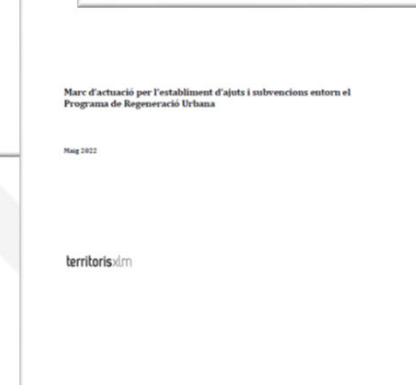 Marc d'actuació per l'establiment d'ajuts i subvencions entorn el
Programa de Regeneració Urbana
Maig 2022
territorisxlm